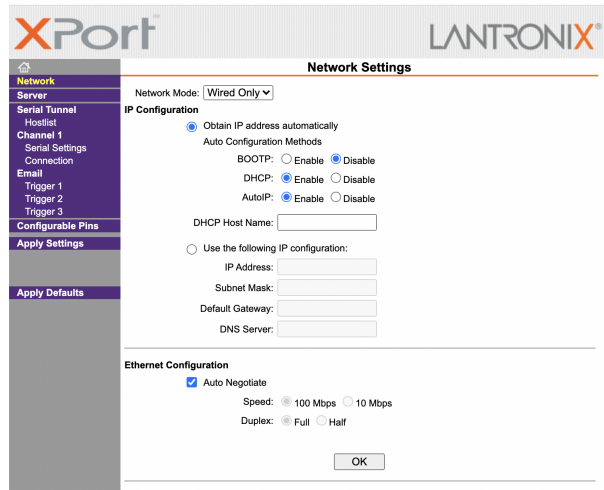 XPort™
LANTRONIX®
Network Settings
Network
Server
Serial Tunnel
Hostlist
Channel 1
Serial Settings
Connection
Email
Trigger 1
Trigger 2
Trigger 3
Configurable Pins
Apply Settings
Apply Defaults
Network Mode: Wired Only
IP Configuration
Obtain IP address automatically
Auto Configuration Methods
BOOTP: Enable Disable
DHCP: Enable Disable
AutoIP: Enable Disable
DHCP Host Name:
Use the following IP configuration:
IP Address:
Subnet Mask:
Default Gateway:
DNS Server:
Ethernet Configuration
Auto Negotiate
Speed: 100 Mbps 10 Mbps
Duplex: Full Half
OK